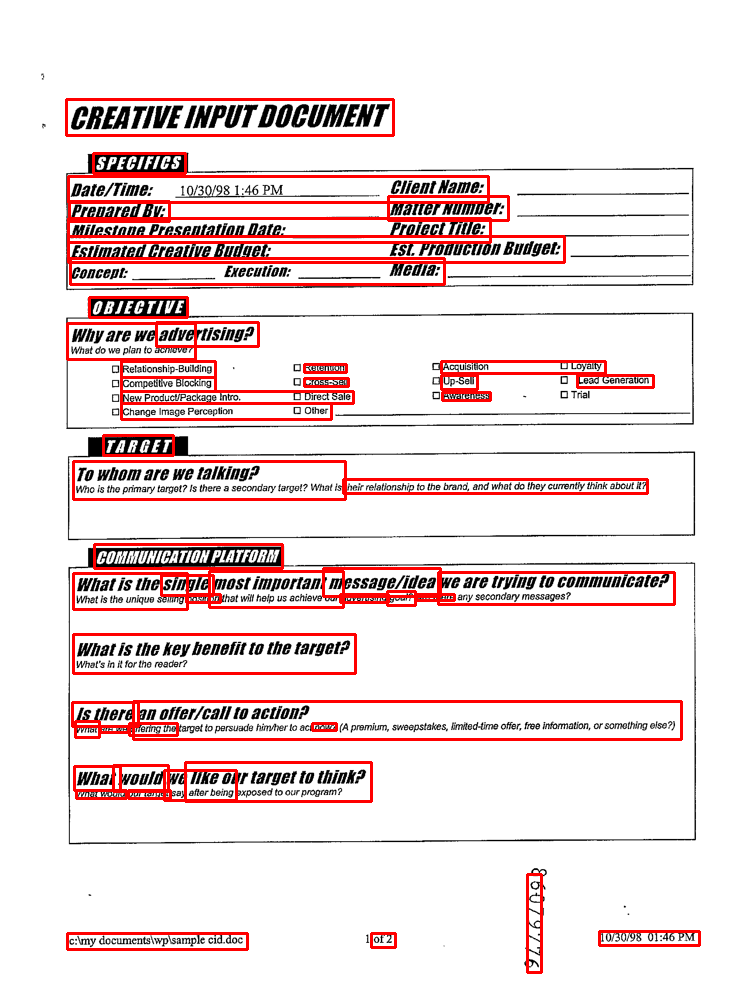 CREATIVE INPUT DOCUMENT
SPECIFICS
Date/Time: 10/30/98 1:46 PM Client Name:
Prepared By: Matter Number:
Milestone Presentation Date: Project Title:
Estimated Creative Budget: Est. Production Budget:
Concept: Execution: Media:
OBJECTIVE
Why are we advertising?
What do we plan to achieve?
Relationship-Building Retention Acquisition Loyalty
Competitive Blocking Cross-Sell Up-Sell Lead Generation
New Product/Package Intro. Direct Sale Awareness Trial
Change Image Perception Other
TARGET
To whom are we talking?
Who is the primary target? Is there a secondary target? What is their relationship to the brand, and what do they currently think about it?
COMMUNICATION PLATFORM
What is the single most important message/idea we are trying to communicate?
What is the unique selling position that will help us achieve our advertising goal? Are there any secondary messages?
What is the key benefit to the target?
What's in it for the reader?
Is there an offer/call to action?
What are we offering the target to persuade him/her to act now? (A premium, sweepstakes, limited-time offer, free information, or something else?)
What would we like our target to think?
What would our target say after being exposed to our program?
c:\my documents\wp\sample cid.doc 1 of 2 10/30/98 01:46 PM